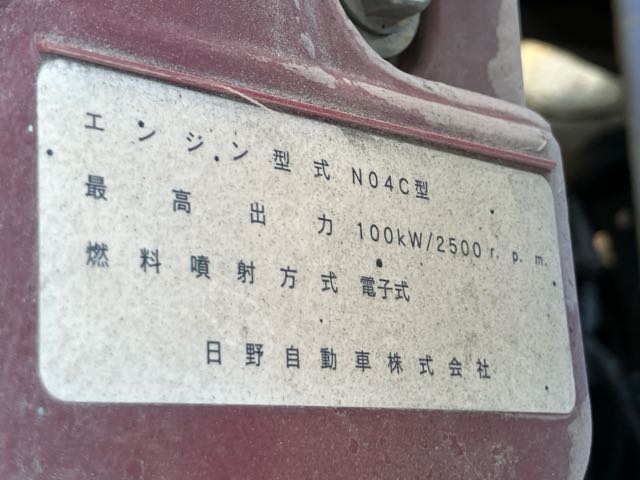 エンジン型式 N04C型
最高出力 100kW/2500 r.p.m.
燃料噴射方式 電子式
日野自動車株式会社